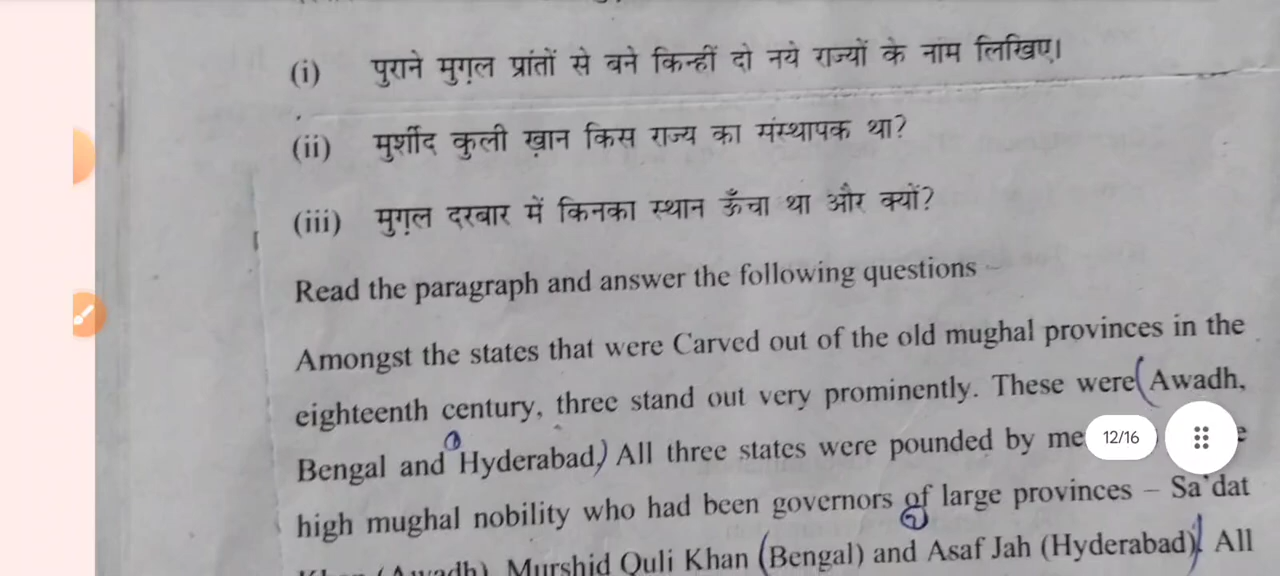 (i) पुराने मुग़ल प्रांतों से बने किन्हीं दो नये राज्यों के नाम लिखिए।
(ii) मुर्शीद कुली ख़ान किस राज्य का संस्थापक था?
(iii) मुग़ल दरबार में किनका स्थान ऊँचा था और क्यों?
Read the paragraph and answer the following questions –
Amongst the states that were Carved out of the old mughal provinces in the
eighteenth century, three stand out very prominently. These were (Awadh,
Bengal and Hyderabad) All three states were pounded by me
12/16
high mughal nobility who had been governors of large provinces – Sa'dat
(Awadh), Murshid Quli Khan (Bengal) and Asaf Jah (Hyderabad). All